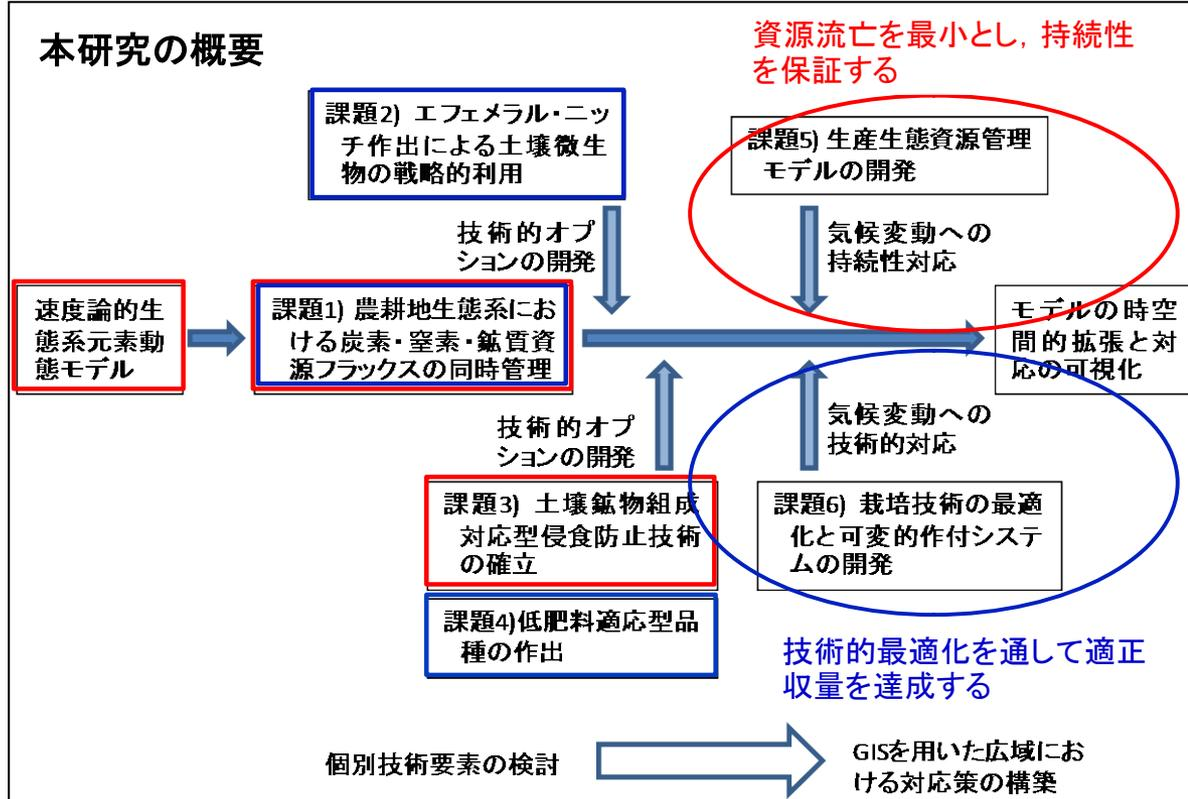 本研究の概要
資源流亡を最小とし，持続性
を保証する
課題2) エフェメラル・ニッ
チ作出による土壌微生
物の戦略的利用
課題5) 生産生態資源管理
モデルの開発
技術的オプ
ションの開発
気候変動への
持続性対応
速度論的生
態系元素動
態モデル
課題1) 農耕地生態系にお
ける炭素・窒素・鉱質資
源フラックスの同時管理
モデルの時空
間的拡張と対
応の可視化
技術的オプ
ションの開発
気候変動への
技術的対応
課題3) 土壌鉱物組成
対応型侵食防止技術
の確立
課題6) 栽培技術の最適
化と可変的作付システ
ムの開発
課題4)低肥料適応型品
種の作出
技術的最適化を通して適正
収量を達成する
個別技術要素の検討
GISを用いた広域にお
ける対応策の構築